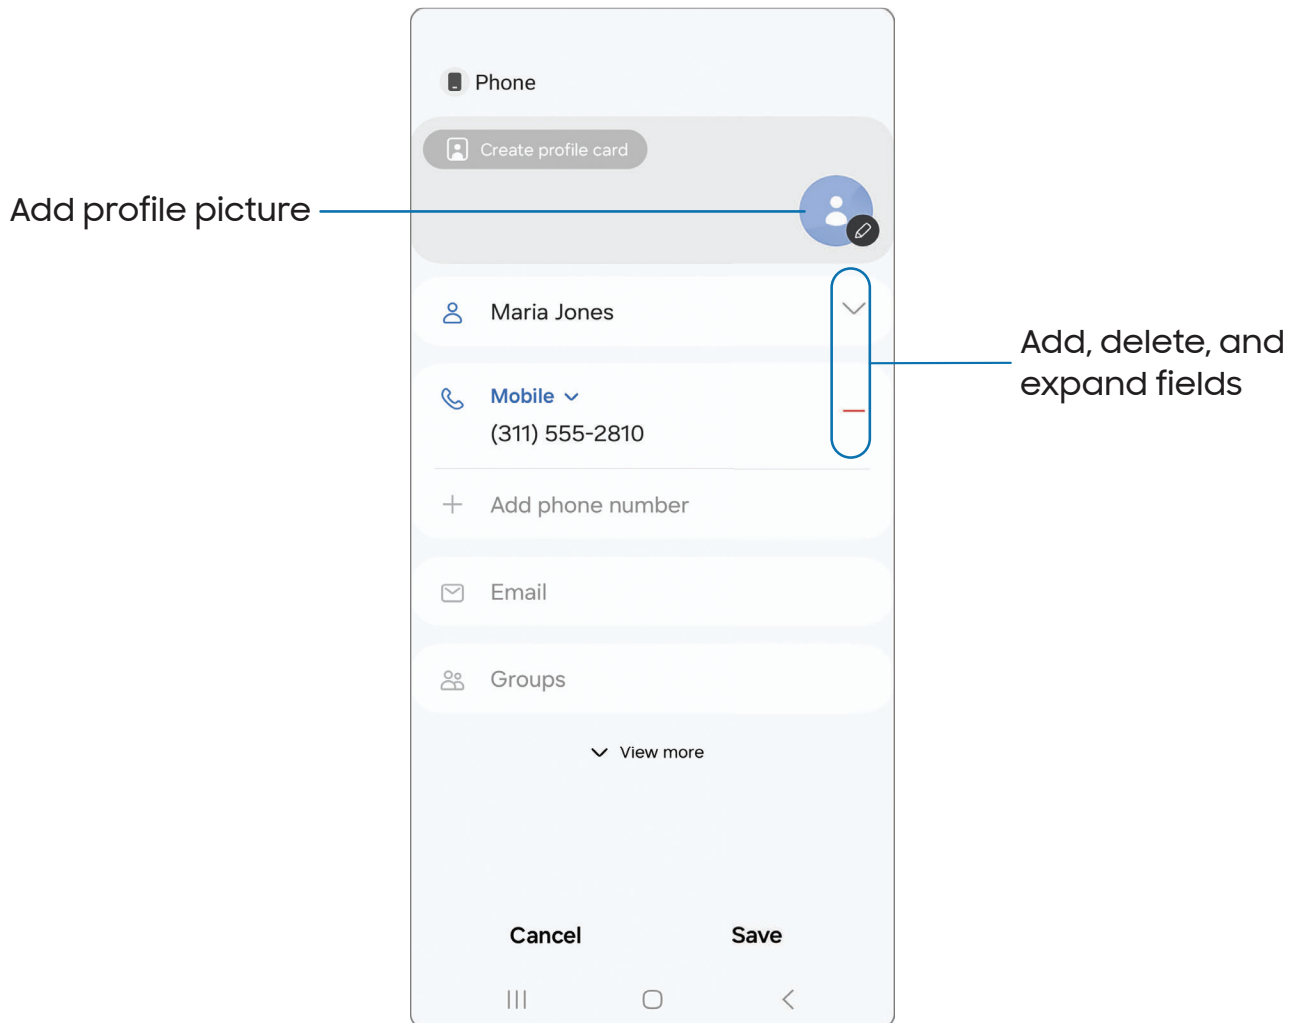 Phone
Create profile card
Add profile picture
Maria Jones
Add, delete, and
expand fields
Mobile
(311) 555-2810
Add phone number
Email
Groups
View more
Cancel
Save